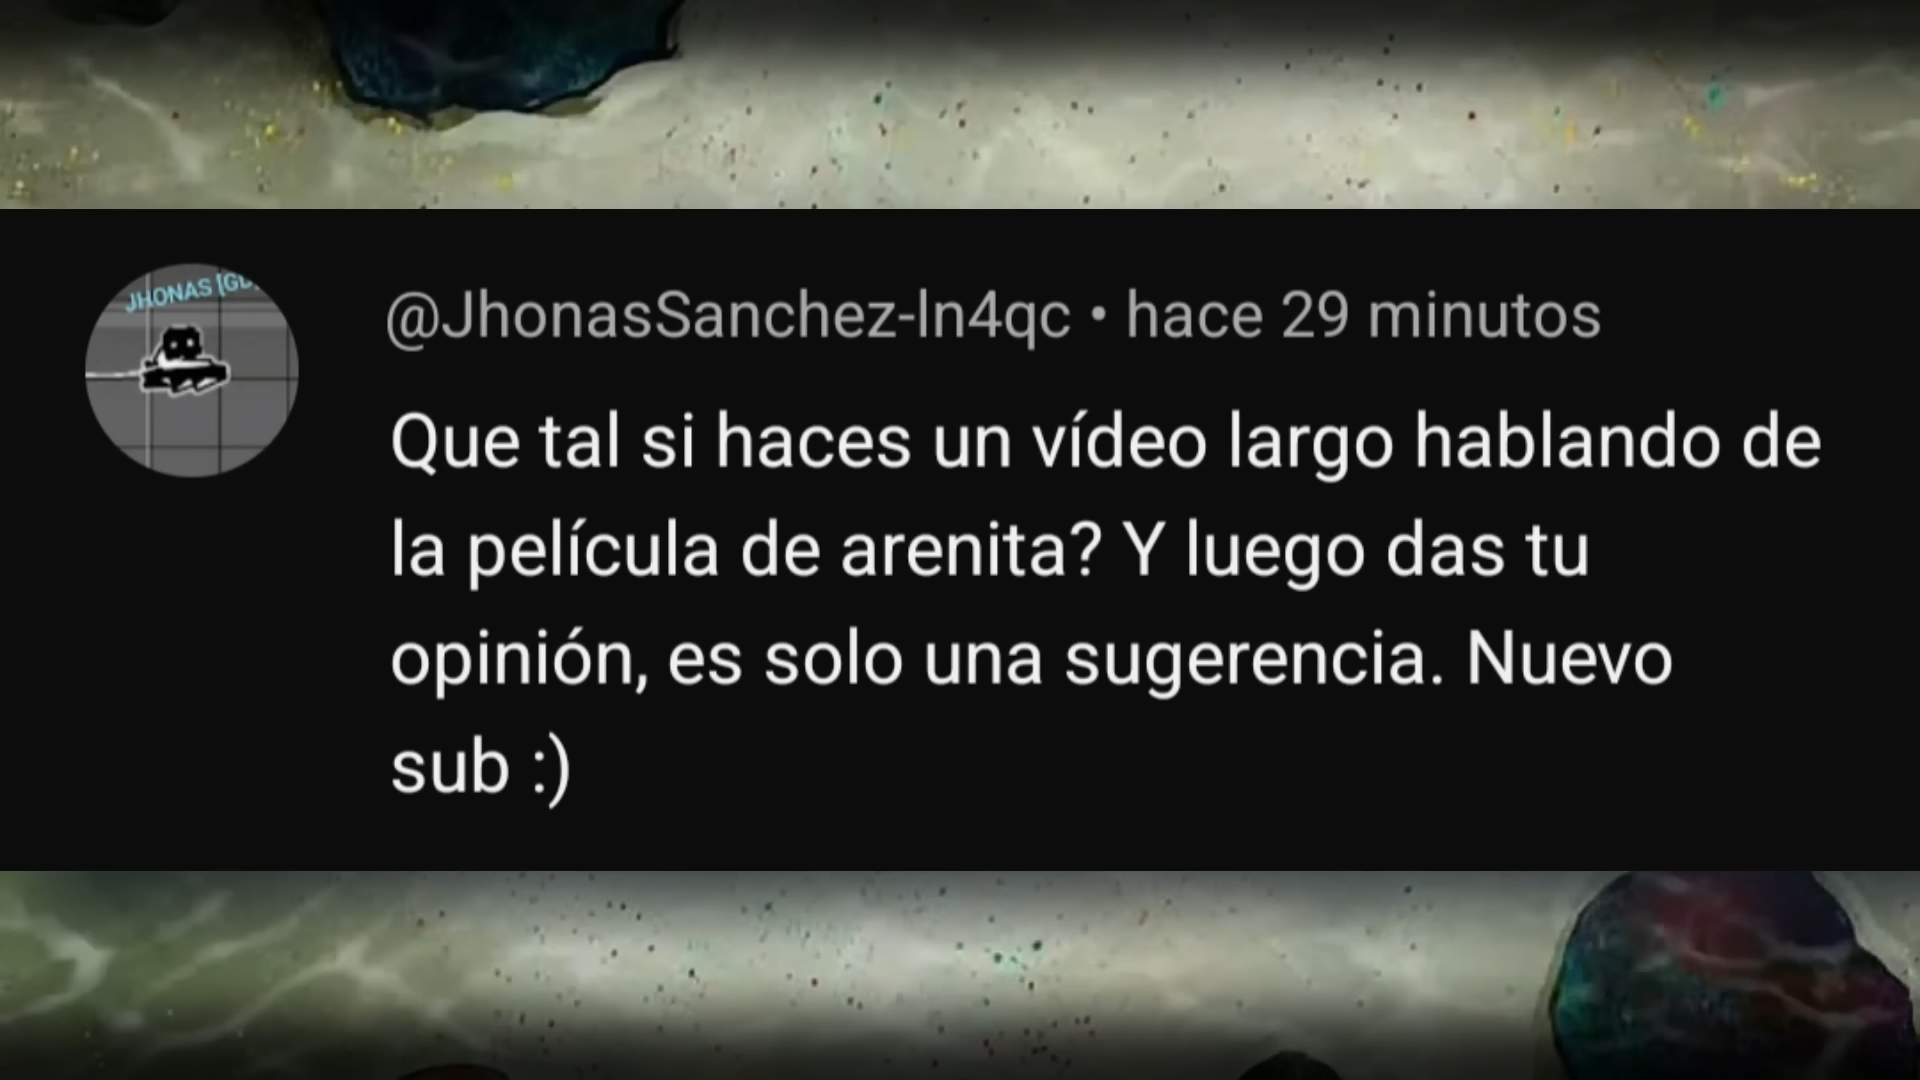 JHONAS [GD]
@JhonasSanchez-ln4qc • hace 29 minutos
Que tal si haces un vídeo largo hablando de
la película de arenita? Y luego das tu
opinión, es solo una sugerencia. Nuevo
sub :)